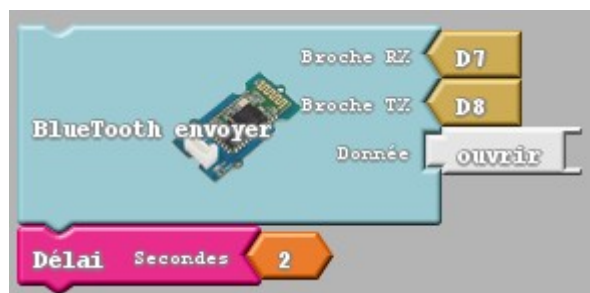 Broche RX D7
BlueTooth envoyer
Broche TX D8
Donnée ouvrir
Délai Secondes 2